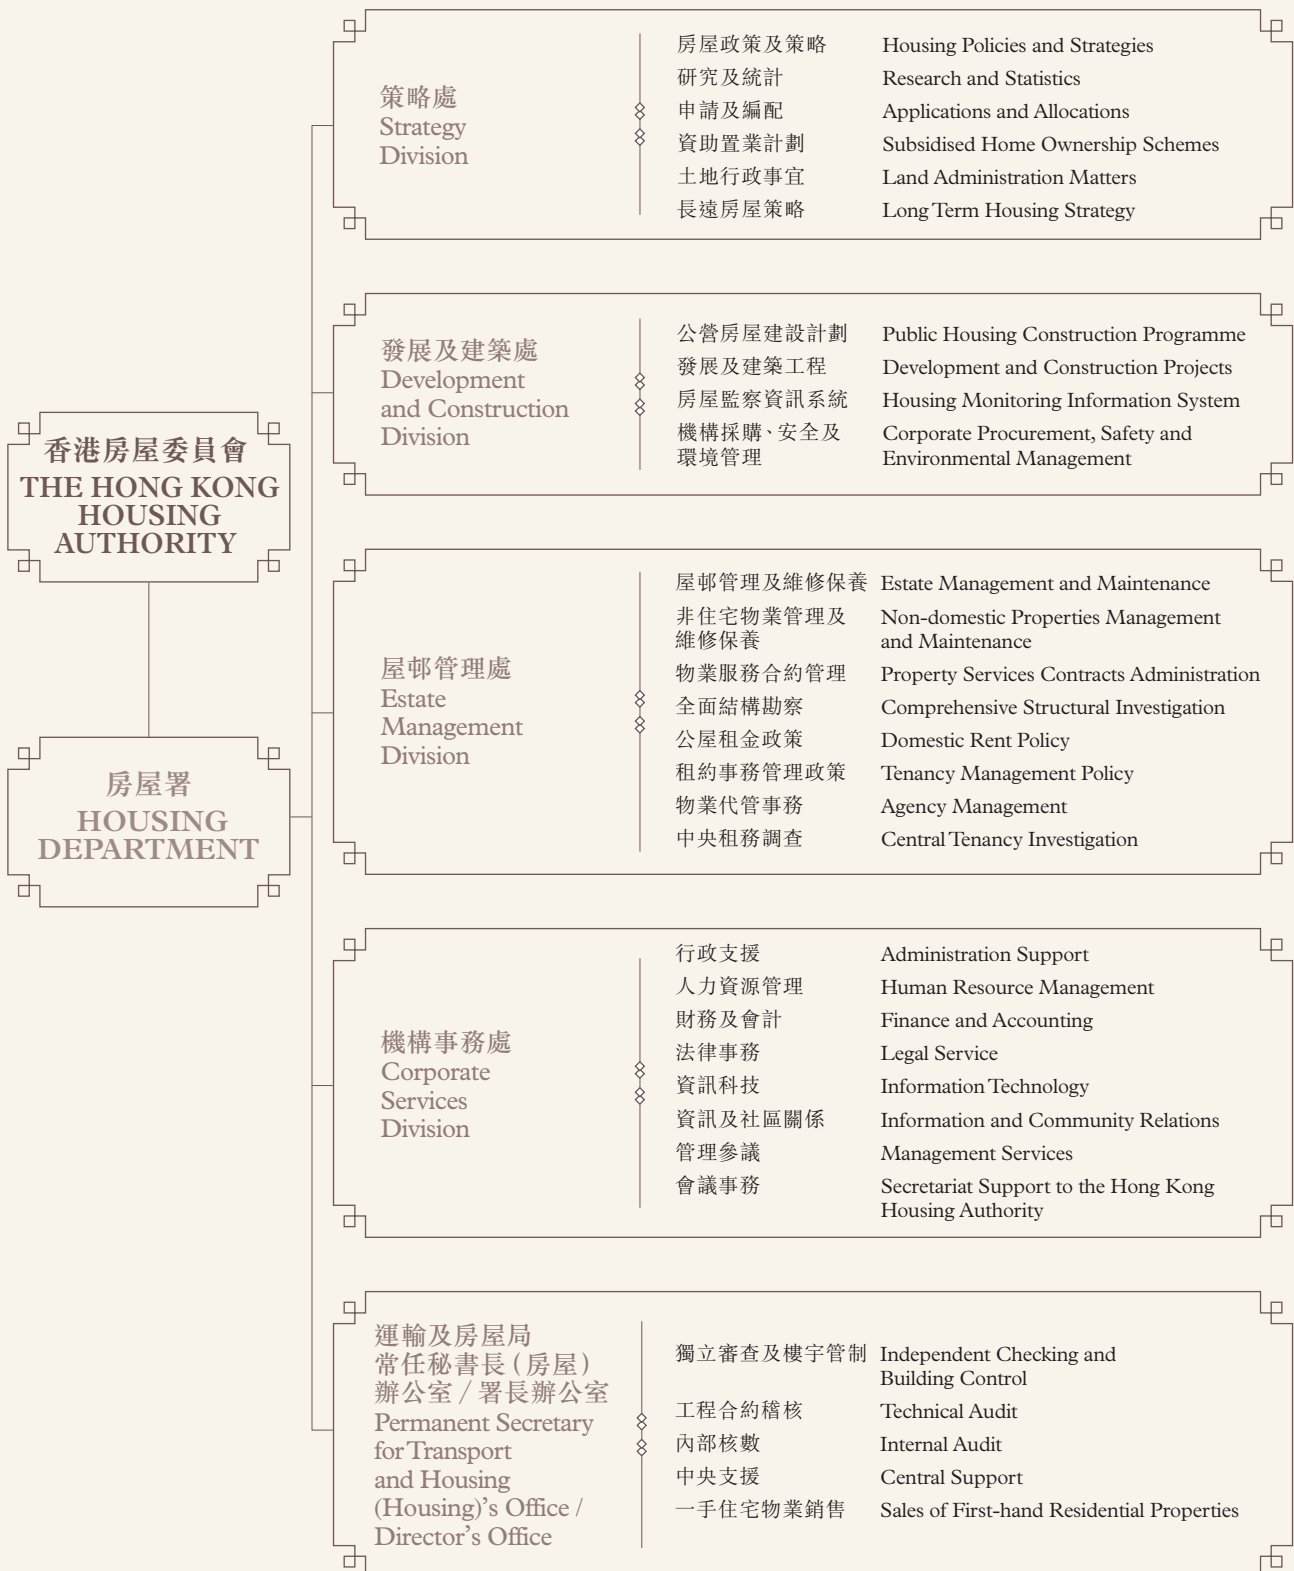 香港房屋委員會
THE HONG KONG
HOUSING
AUTHORITY
房屋署
HOUSING
DEPARTMENT
策略處
Strategy
Division
房屋政策及策略 Housing Policies and Strategies
研究及統計 Research and Statistics
申請及編配 Applications and Allocations
資助置業計劃 Subsidised Home Ownership Schemes
土地行政事宜 Land Administration Matters
長遠房屋策略 Long Term Housing Strategy
發展及建築處
Development
and Construction
Division
公營房屋建設計劃 Public Housing Construction Programme
發展及建築工程 Development and Construction Projects
房屋監察資訊系統 Housing Monitoring Information System
機構採購、安全及 Corporate Procurement, Safety and
環境管理 Environmental Management
屋邨管理處
Estate
Management
Division
屋邨管理及維修保養 Estate Management and Maintenance
非住宅物業管理及 Non-domestic Properties Management
維修保養 and Maintenance
物業服務合約管理 Property Services Contracts Administration
全面結構勘察 Comprehensive Structural Investigation
公屋租金政策 Domestic Rent Policy
租約事務管理政策 Tenancy Management Policy
物業代管事務 Agency Management
中央租務調查 Central Tenancy Investigation
機構事務處
Corporate
Services
Division
行政支援 Administration Support
人力資源管理 Human Resource Management
財務及會計 Finance and Accounting
法律事務 Legal Service
資訊科技 Information Technology
資訊及社區關係 Information and Community Relations
管理參議 Management Services
會議事務 Secretariat Support to the Hong Kong
Housing Authority
運輸及房屋局
常任秘書長(房屋)
辦公室/署長辦公室
Permanent Secretary
for Transport
and Housing
(Housing)'s Office /
Director's Office
獨立審查及樓宇管制 Independent Checking and
Building Control
工程合約稽核 Technical Audit
內部核數 Internal Audit
中央支援 Central Support
一手住宅物業銷售 Sales of First-hand Residential Properties